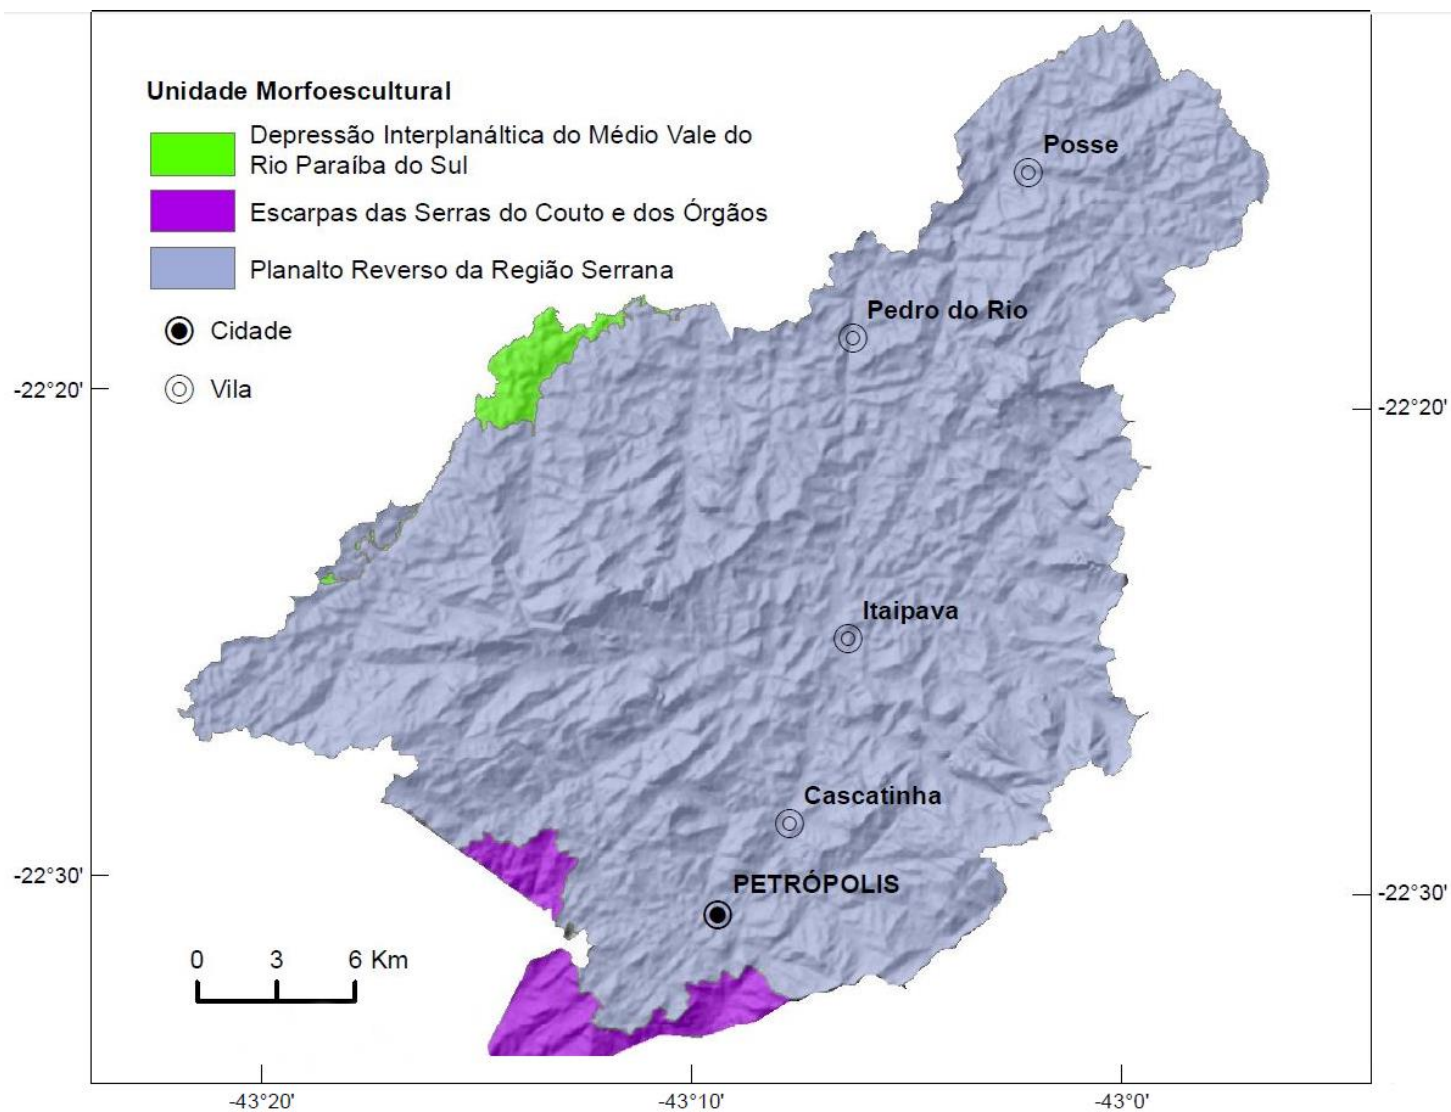 Unidade Morfoescultural
Depressão Interplanáltica do Médio Vale do
Rio Paraíba do Sul
Escarpas das Serras do Couto e dos Órgãos
Planalto Reverso da Região Serrana
Cidade
Vila
Posse
Pedro do Rio
-22°20'
-22°20'
Itaipava
Cascatinha
PETRÓPOLIS
-22°30'
-22°30'
0 3 6 Km
-43°20'
-43°10'
-43°0'